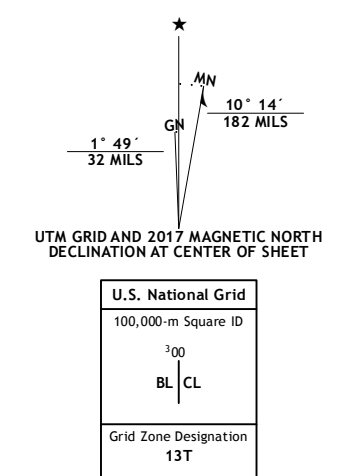 ★
MN
GN
10° 14´
182 MILS
1° 49´
32 MILS
UTM GRID AND 2017 MAGNETIC NORTH
DECLINATION AT CENTER OF SHEET
U.S. National Grid
100,000-m Square ID
³00
BL CL
Grid Zone Designation
13T